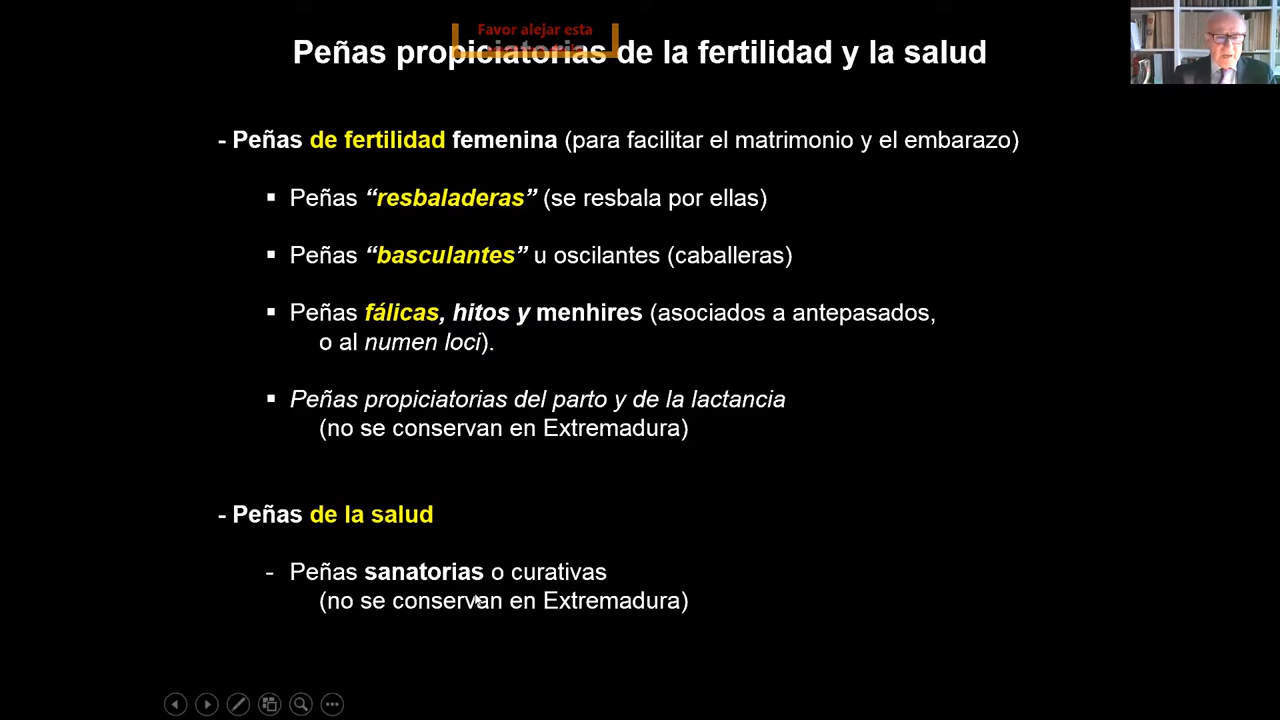 Favor alejar esta
Peñas propiciatorias de la fertilidad y la salud
- Peñas de fertilidad femenina (para facilitar el matrimonio y el embarazo)
▪ Peñas “resbaladeras” (se resbala por ellas)
▪ Peñas “basculantes” u oscilantes (caballeras)
▪ Peñas fálicas, hitos y menhires (asociados a antepasados,
o al numen loci).
▪ Peñas propiciatorias del parto y de la lactancia
(no se conservan en Extremadura)
- Peñas de la salud
- Peñas sanatorias o curativas
(no se conservan en Extremadura)